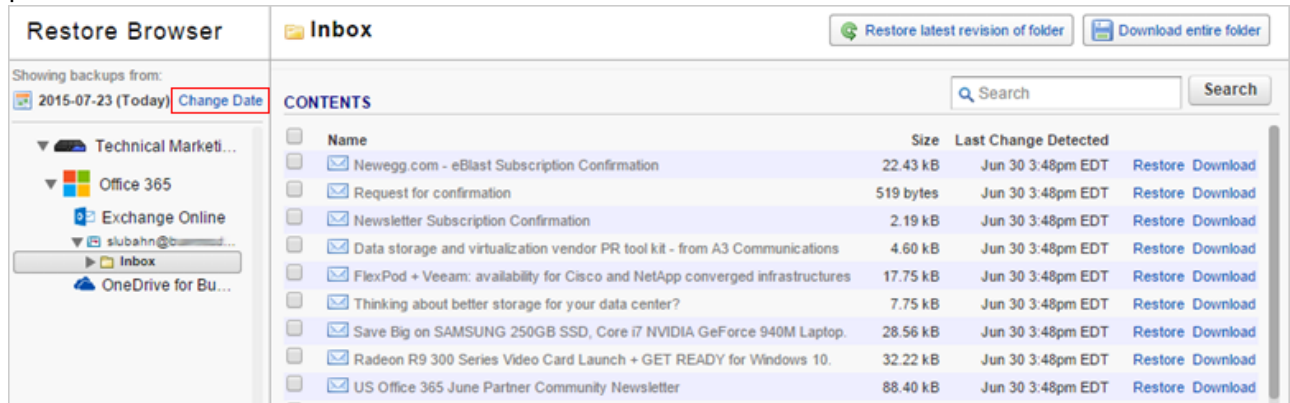 Restore Browser
Inbox
Restore latest revision of folder
Download entire folder
Showing backups from:
2015-07-23 (Today) Change Date
Technical Marketi...
Office 365
Exchange Online
slubahn@
Inbox
OneDrive for Bu...
CONTENTS
Search
Search
Name Size Last Change Detected
Newegg.com - eBlast Subscription Confirmation 22.43 kB Jun 30 3:48pm EDT Restore Download
Request for confirmation 519 bytes Jun 30 3:48pm EDT Restore Download
Newsletter Subscription Confirmation 2.19 kB Jun 30 3:48pm EDT Restore Download
Data storage and virtualization vendor PR tool kit - from A3 Communications 4.60 kB Jun 30 3:48pm EDT Restore Download
FlexPod + Veeam: availability for Cisco and NetApp converged infrastructures 17.75 kB Jun 30 3:48pm EDT Restore Download
Thinking about better storage for your data center? 7.75 kB Jun 30 3:48pm EDT Restore Download
Save Big on SAMSUNG 250GB SSD, Core i7 NVIDIA GeForce 940M Laptop. 28.56 kB Jun 30 3:48pm EDT Restore Download
Radeon R9 300 Series Video Card Launch + GET READY for Windows 10. 32.22 kB Jun 30 3:48pm EDT Restore Download
US Office 365 June Partner Community Newsletter 88.40 kB Jun 30 3:48pm EDT Restore Download